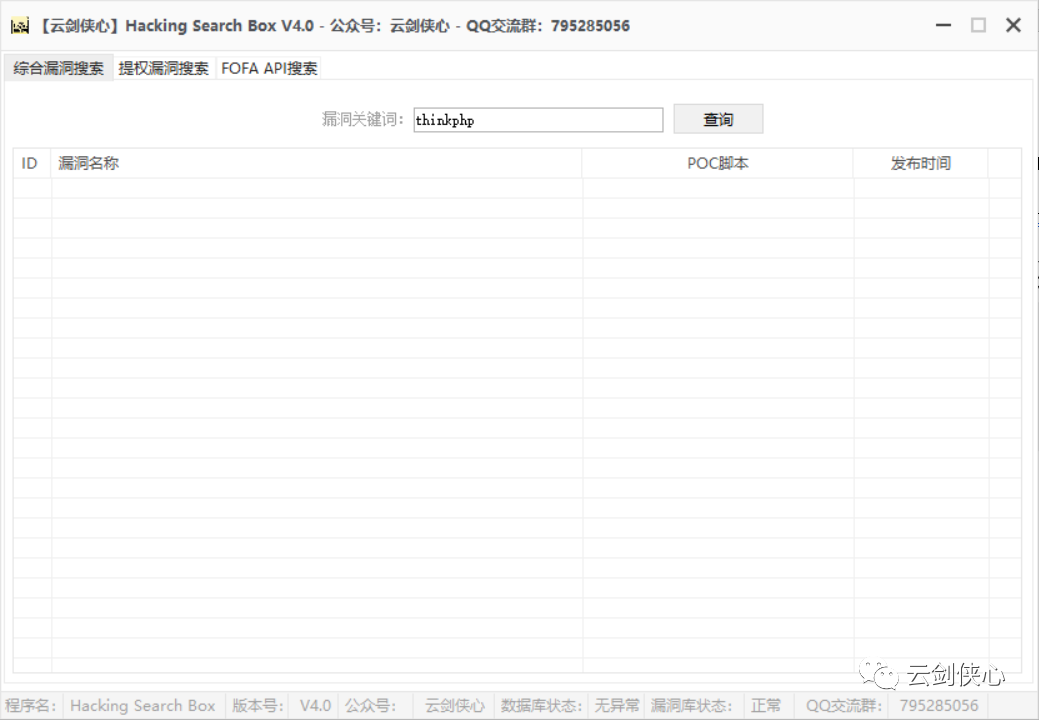 【云剑侠心】Hacking Search Box V4.0 - 公众号：云剑侠心 - QQ交流群：795285056
综合漏洞搜索 提权漏洞搜索 FOFA API搜索
漏洞关键词： thinkphp 查询
ID 漏洞名称 POC脚本 发布时间
云剑侠心
程序名： Hacking Search Box 版本号： V4.0 公众号： 云剑侠心 数据库状态： 无异常 漏洞库状态： 正常 QQ交流群： 795285056